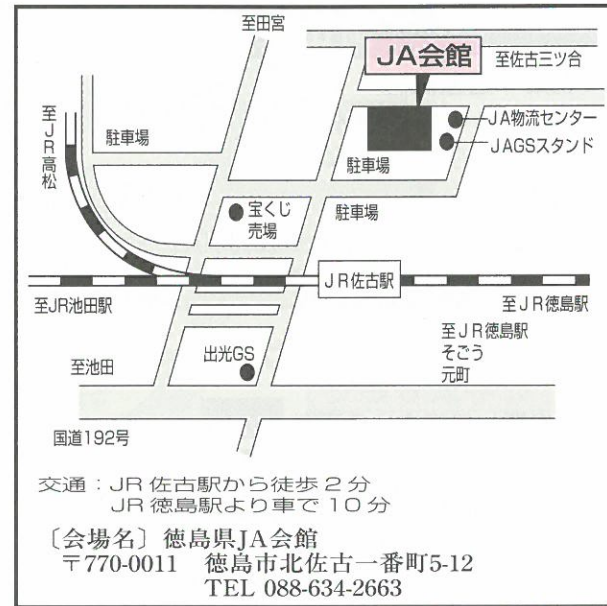 至田宮
JA会館
至佐古三ツ合
JA物流センター
JAGSスタンド
至JR高松
駐車場
駐車場
宝くじ
売場
駐車場
JR佐古駅
至JR池田駅
至JR徳島駅
至JR徳島駅
そごう
元町
至池田
出光GS
国道192号
交通：JR佐古駅から徒歩2分
JR徳島駅より車で10分
〔会場名〕徳島県JA会館
〒770-0011 徳島市北佐古一番町5-12
TEL 088-634-2663